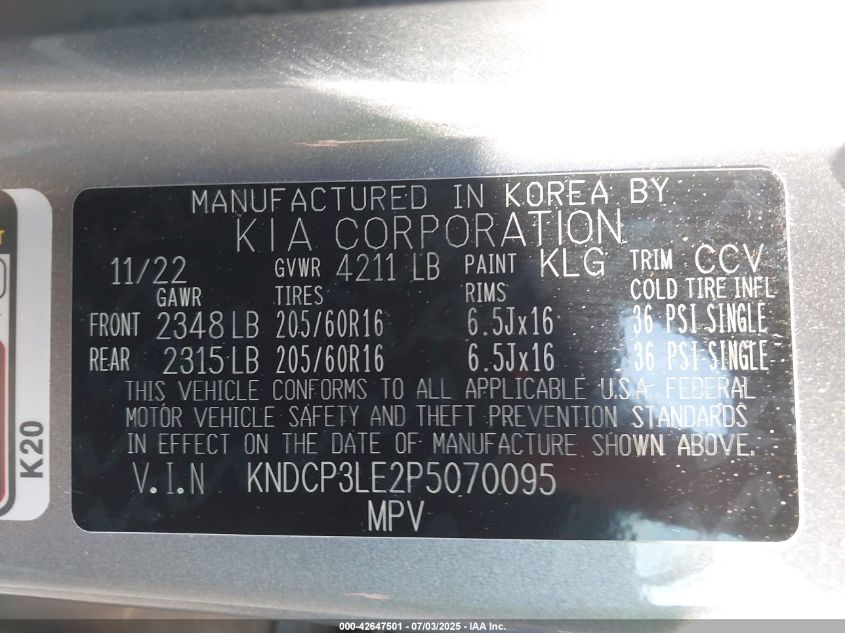 MANUFACTURED IN KOREA BY
KIA CORPORATION
11/22 GVWR 4211 LB PAINT KLG TRIM CCV
GAWR TIRES RIMS COLD TIRE INFL
FRONT 2348 LB 205/60R16 6.5Jx16 36 PSI-SINGLE
REAR 2315 LB 205/60R16 6.5Jx16 36 PSI-SINGLE
THIS VEHICLE CONFORMS TO ALL APPLICABLE U.S.A FEDERAL
MOTOR VEHICLE SAFETY AND THEFT PREVENTION STANDARDS
IN EFFECT ON THE DATE OF MANUFACTURE SHOWN ABOVE.
V.I.N KNDCP3LE2P5070095
MPV
K20
000-42647501 - 07/03/2025 - IAA Inc.